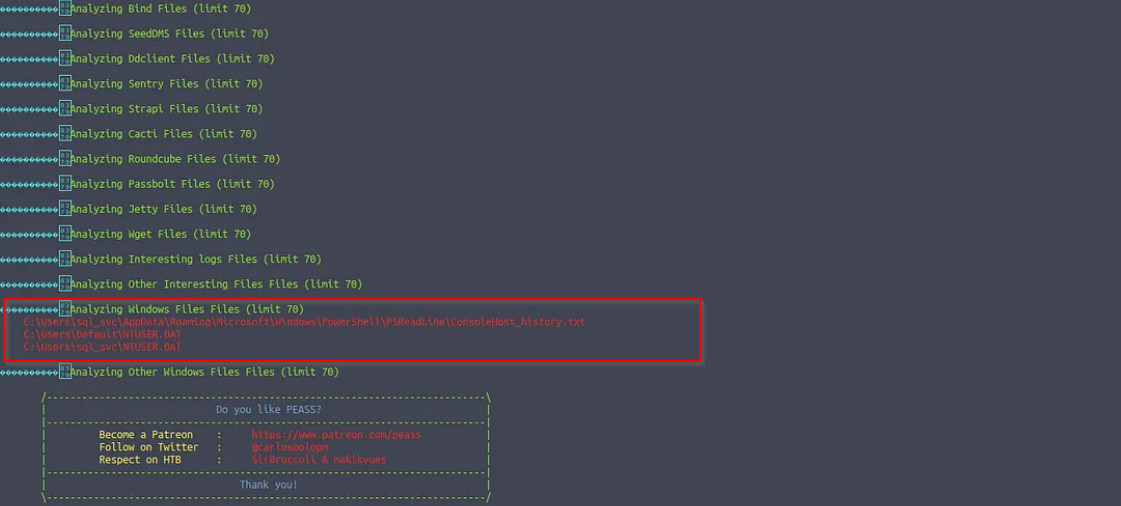 Analyzing Bind Files (limit 70)
Analyzing SeedDMS Files (limit 70)
Analyzing Ddclient Files (limit 70)
Analyzing Sentry Files (limit 70)
Analyzing Strapi Files (limit 70)
Analyzing Cacti Files (limit 70)
Analyzing Roundcube Files (limit 70)
Analyzing Passbolt Files (limit 70)
Analyzing Jetty Files (limit 70)
Analyzing Wget Files (limit 70)
Analyzing Interesting logs Files (limit 70)
Analyzing Other Interesting Files Files (limit 70)
Analyzing Windows Files Files (limit 70)
C:\Users\sql_svc\AppData\Roaming\Microsoft\Windows\PowerShell\PSReadLine\ConsoleHost_history.txt
C:\Users\Default\NTUSER.DAT
C:\Users\sql_svc\NTUSER.DAT
Analyzing Other Windows Files Files (limit 70)
Do you like PEASS?
Become a Patreon : https://www.patreon.com/peass
Follow on Twitter : @carlospolopm
Respect on HTB : SirBroccoli & makikvues
Thank you!